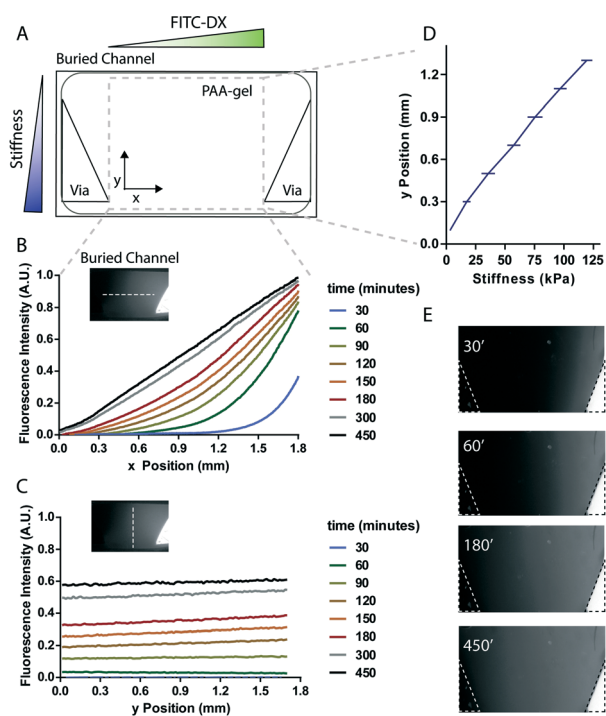 A
FITC-DX
Buried Channel
PAA-gel
Stiffness
y
x
Via
Via
D
y Position (mm)
1.2
0.9
0.6
0.3
0.0
0
25
50
75
100
125
Stiffness (kPa)
B
Buried Channel
Fluorescence Intensity (A.U.)
1.0
0.8
0.6
0.4
0.2
0.0
0.0
0.3
0.6
0.9
1.2
1.5
1.8
x Position (mm)
time (minutes)
30
60
90
120
150
180
300
450
C
Fluorescence Intensity (A.U.)
1.0
0.8
0.6
0.4
0.2
0.0
0.0
0.3
0.6
0.9
1.2
1.5
1.8
y Position (mm)
time (minutes)
30
60
90
120
150
180
300
450
E
30'
60'
180'
450'